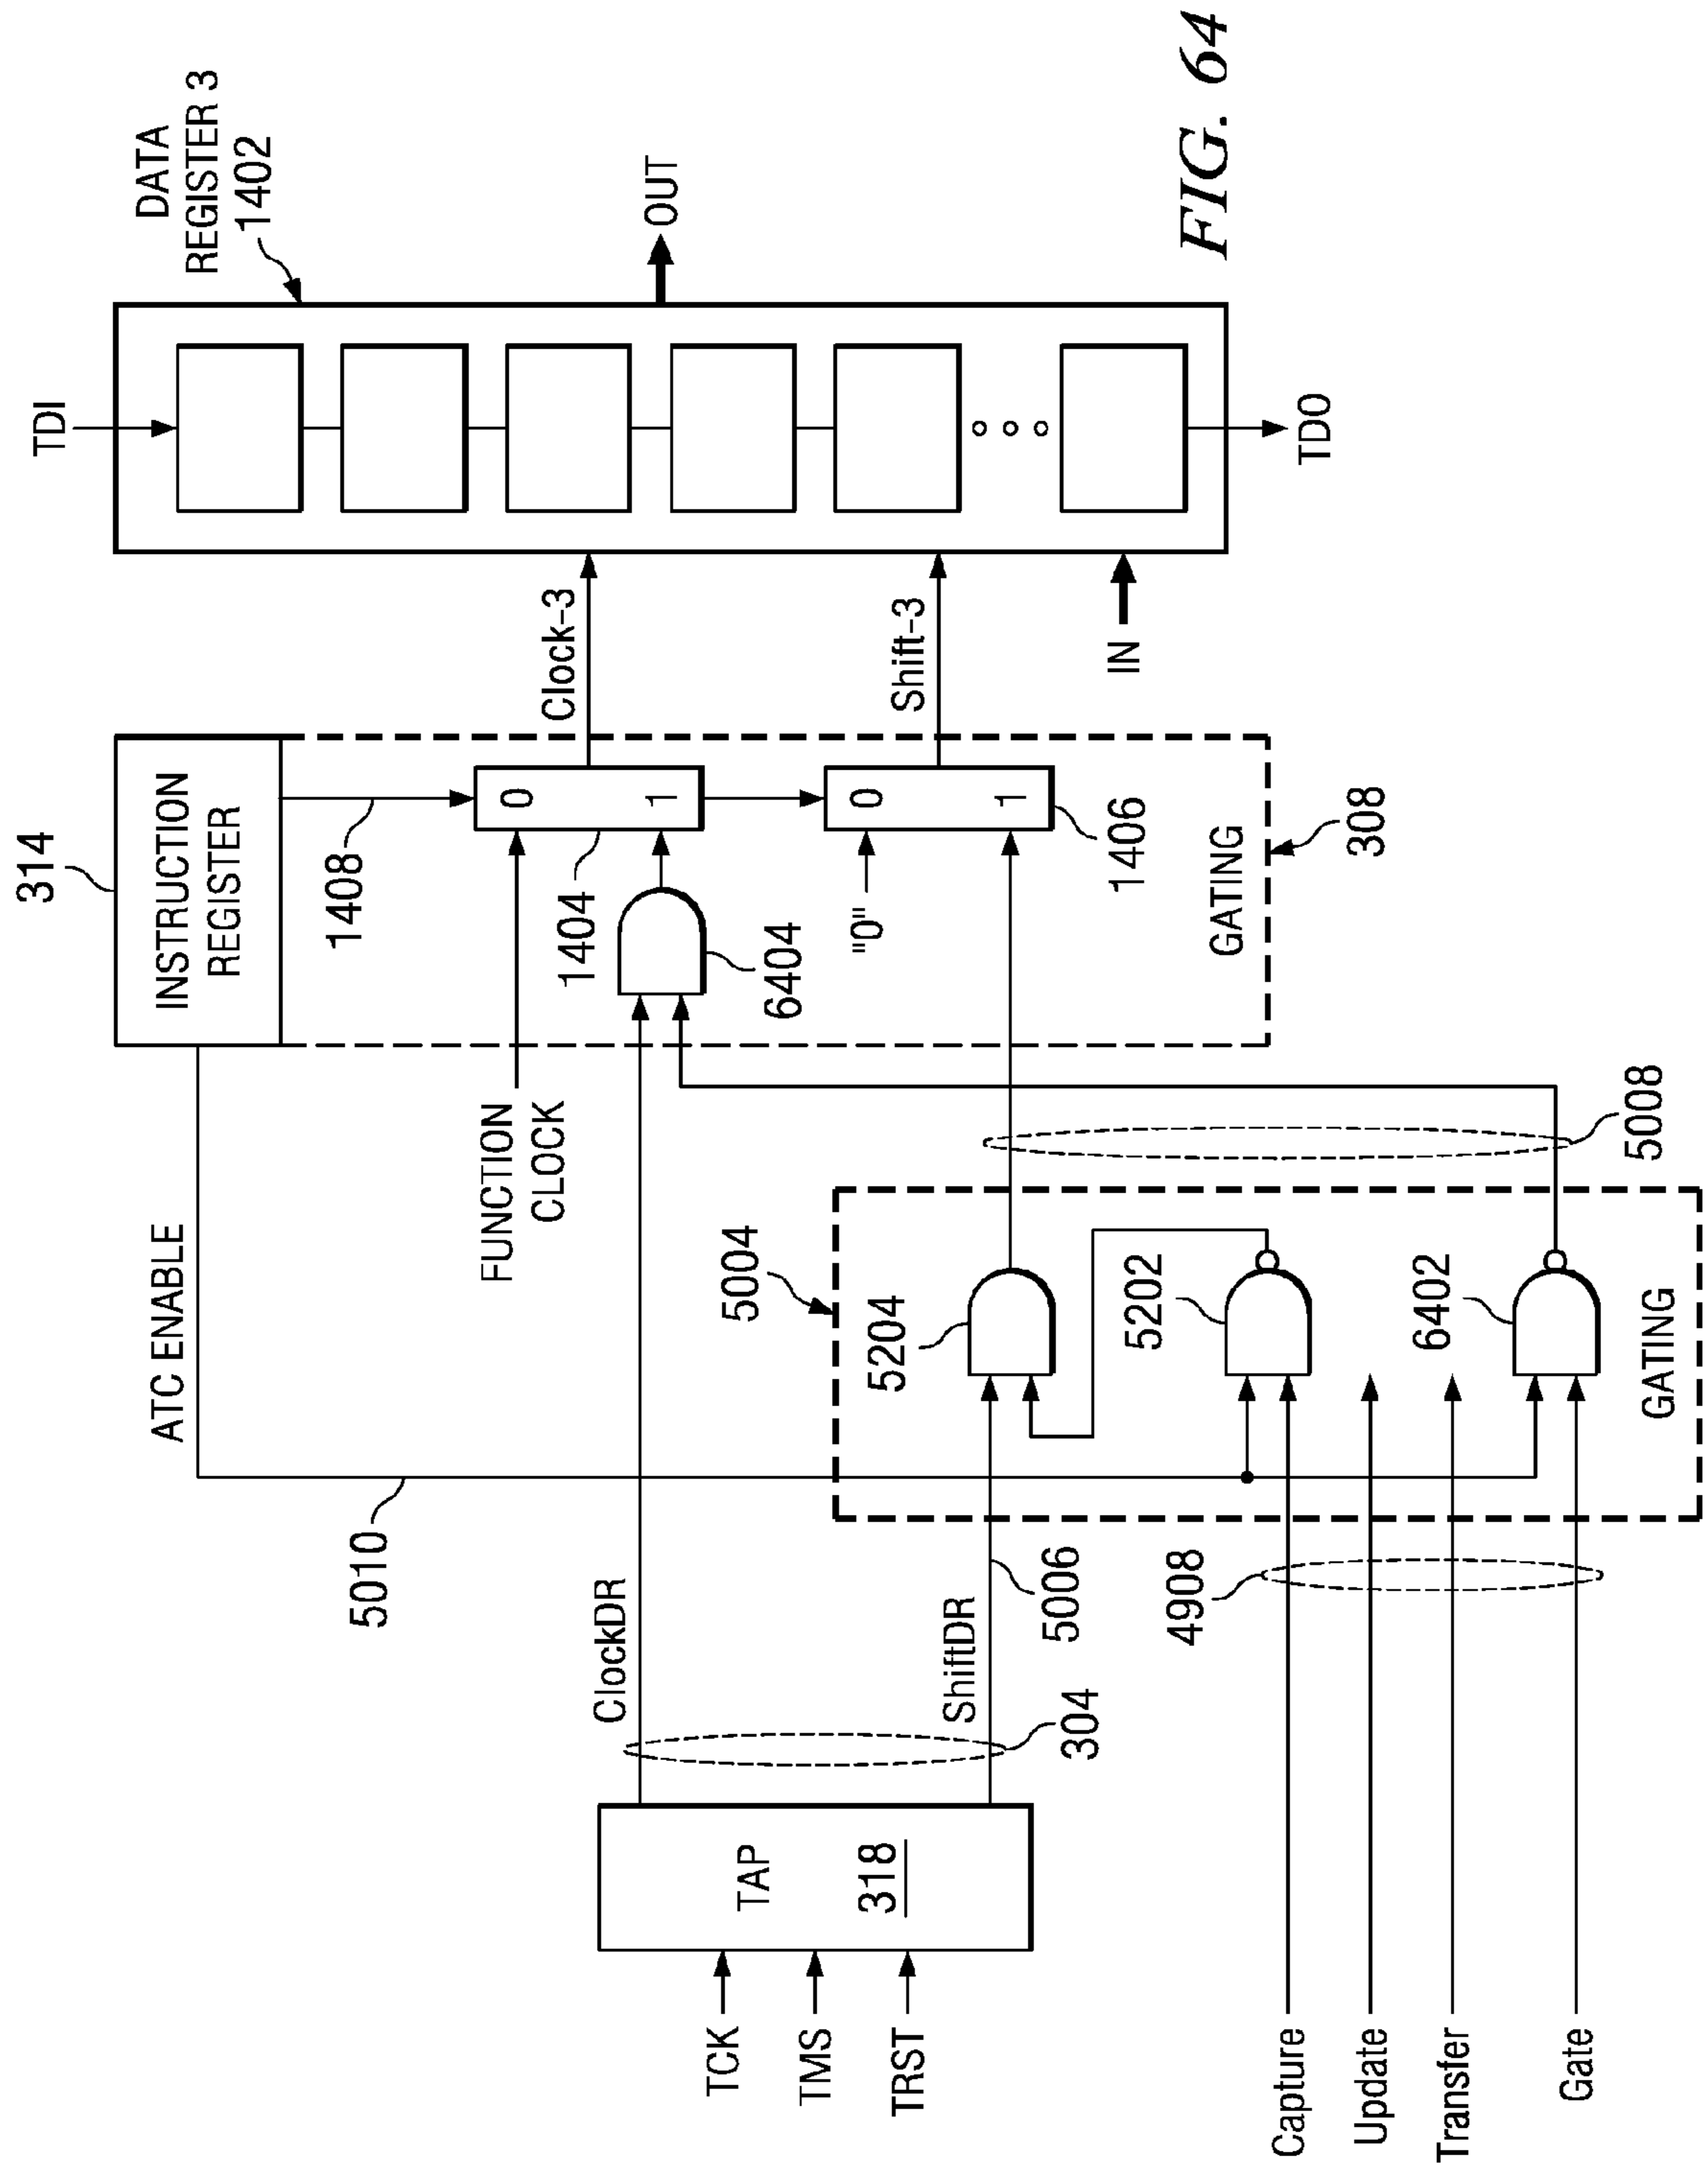 314
INSTRUCTION
REGISTER
1408
0
1
1404
6404
"0"
0
1
1406
GATING
308
ATC ENABLE
5010
FUNCTION
CLOCK
Clock-3
Shift-3
IN
TDI
DATA
REGISTER 3
1402
OUT
TDO
TCK
TMS
TRST
TAP
318
ClockDR
ShiftDR
304
5006
4908
Capture
Update
Transfer
Gate
5004
5204
5202
6402
GATING
5008
FIG. 64